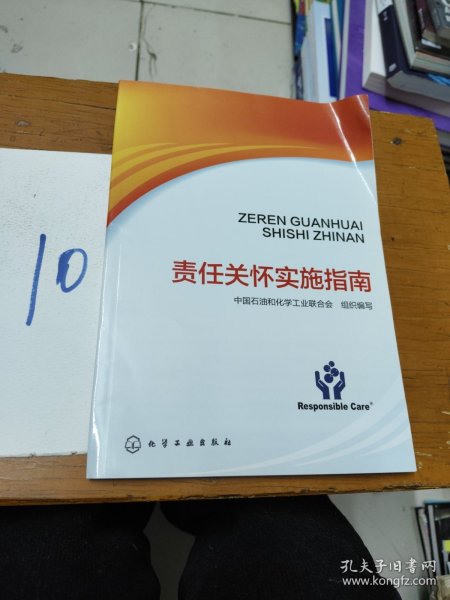 ZEREN GUANHUAI
SHISHI ZHINAN
责任关怀实施指南
中国石油和化学工业联合会 组织编写
10
Responsible Care®
化学工业出版社
孔夫子旧书网
www.kongfz.com